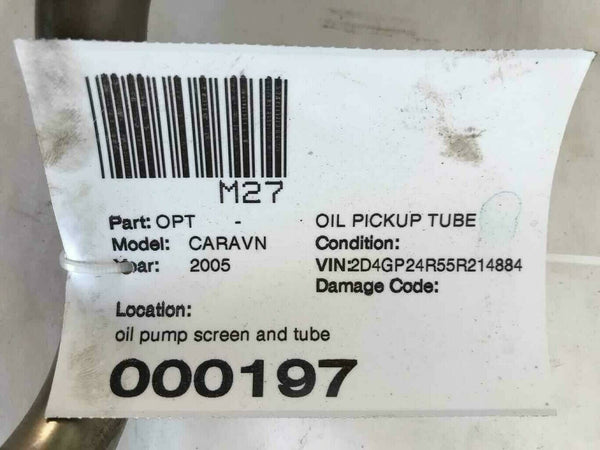 M27
Part: OPT - OIL PICKUP TUBE
Model: CARAVN Condition:
Year: 2005 VIN:2D4GP24R55R214884
Damage Code:
Location:
oil pump screen and tube
000197